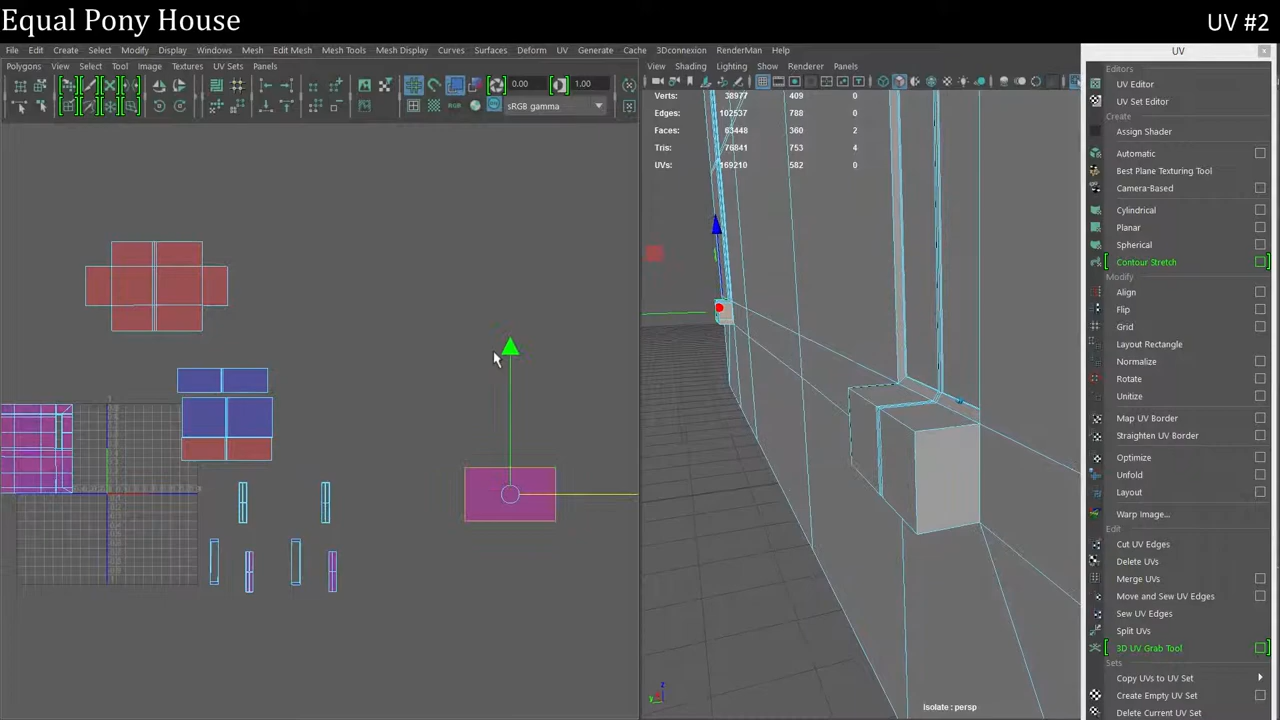 Equal Pony House
UV #2
File Edit Create Select Modify Display Windows Mesh Edit Mesh Mesh Tools Mesh Display Curves Surfaces Deform UV Generate Cache 3Dconnexion RenderMan Help
UV
Polygons View Select Tool Image Textures UV Sets Panels
View Shading Lighting Show Renderer Panels
Editors
0.00
1.00
UV Editor
RGB
sRGB gamma
UV Set Editor
Verts: 38977 409 0
Edges: 102537 788 0
Faces: 63448 360 2
Tris: 76841 753 4
UVs: 169210 582 0
Create
Assign Shader
Automatic
Best Plane Texturing Tool
Camera-Based
Cylindrical
Planar
Spherical
Contour Stretch
Modify
Align
Flip
Grid
Layout Rectangle
Normalize
Rotate
Unitize
Map UV Border
Straighten UV Border
Optimize
Unfold
Layout
Warp Image...
Edit
Cut UV Edges
Delete UVs
Merge UVs
Move and Sew UV Edges
Sew UV Edges
Split UVs
3D UV Grab Tool
Sets
Copy UVs to UV Set
Create Empty UV Set
Delete Current UV Set
z
y
Isolate : persp